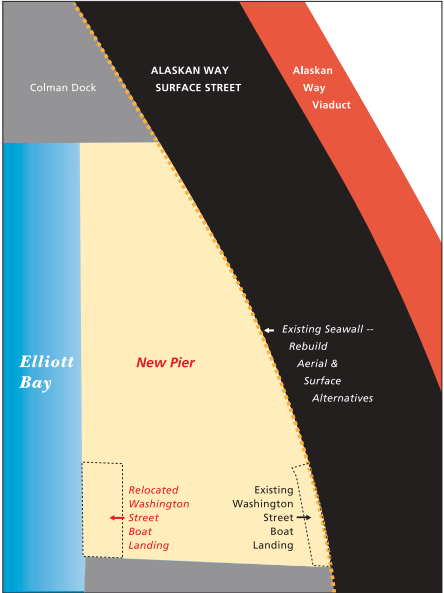 Colman Dock
ALASKAN WAY
SURFACE STREET
Alaskan
Way
Viaduct
Existing Seawall --
Rebuild
Aerial &
Surface
Alternatives
Elliott
Bay
New Pier
Relocated
Washington
Street
Boat
Landing
Existing
Washington
Street
Boat
Landing